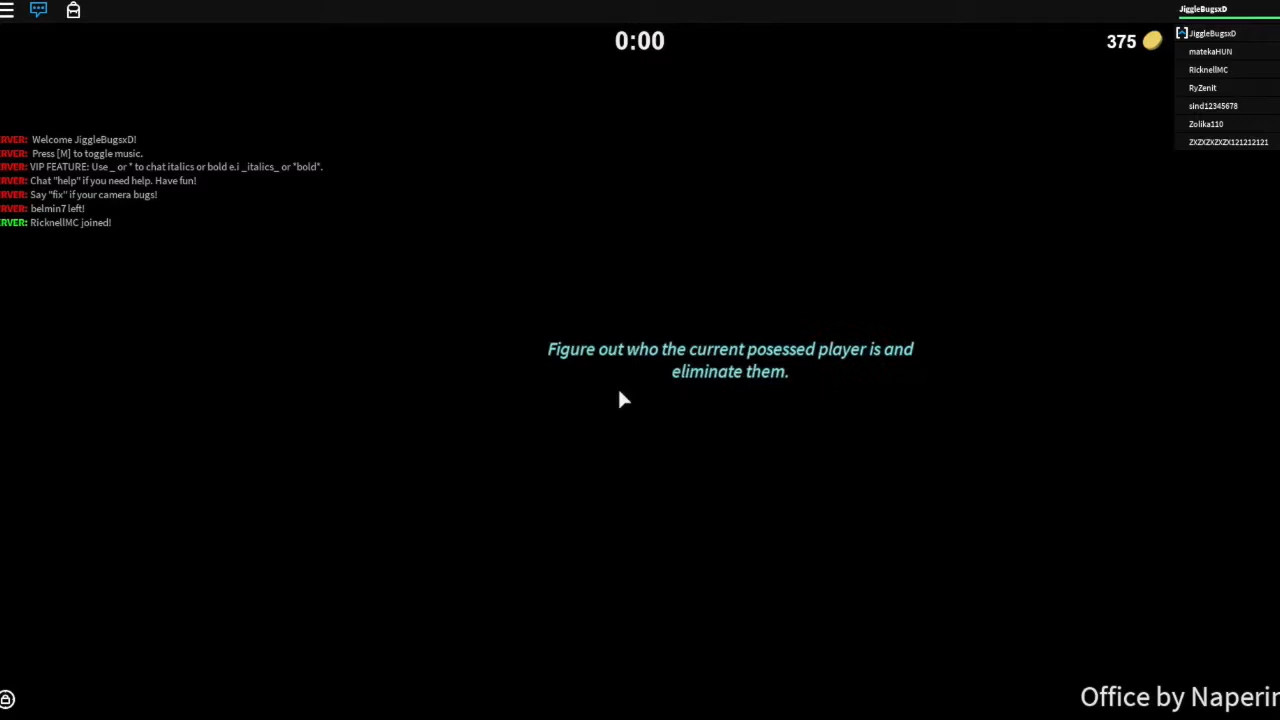 JiggleBugsxD
0:00
375
JiggleBugsxD
matekaHUN
RicknellMC
RyZenit
sind12345678
Zolika110
ZXZXZXZXZX121212121
RVER: Welcome JiggleBugsxD!
RVER: Press [M] to toggle music.
RVER: VIP FEATURE: Use _ or * to chat italics or bold e.i _italics_ or *bold*.
RVER: Chat "help" if you need help. Have fun!
RVER: Say "fix" if your camera bugs!
RVER: belmin7 left!
RVER: RicknellMC joined!
Figure out who the current posessed player is and
eliminate them.
Office by Naperin